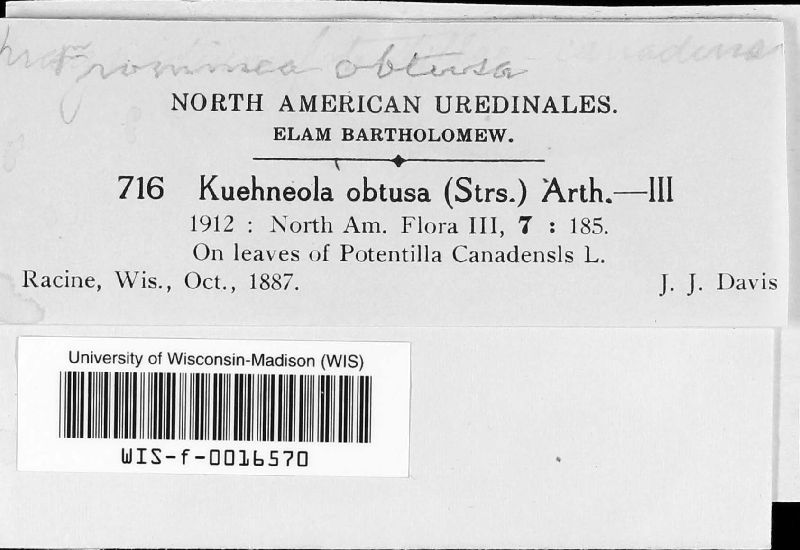 Frommea obtusa
NORTH AMERICAN UREDINALES.
ELAM BARTHOLOMEW.
716 Kuehneola obtusa (Strs.) Arth.—III
1912 : North Am. Flora III, 7 : 185.
On leaves of Potentilla Canadensls L.
Racine, Wis., Oct., 1887. J. J. Davis
University of Wisconsin-Madison (WIS)
WIS-f-0016570